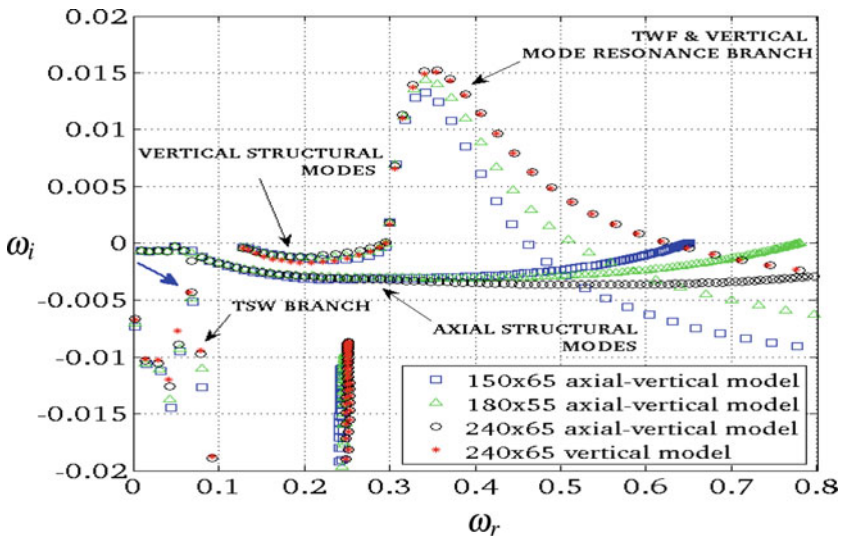 0.02
0.015
0.01
0.005
0
-0.005
-0.01
-0.015
-0.02
ωi
TWF & VERTICAL
MODE RESONANCE BRANCH
VERTICAL STRUCTURAL
MODES
TSW BRANCH
AXIAL STRUCTURAL
MODES
150x65 axial-vertical model
180x55 axial-vertical model
240x65 axial-vertical model
240x65 vertical model
0 0.1 0.2 0.3 0.4 0.5 0.6 0.7 0.8
ωr